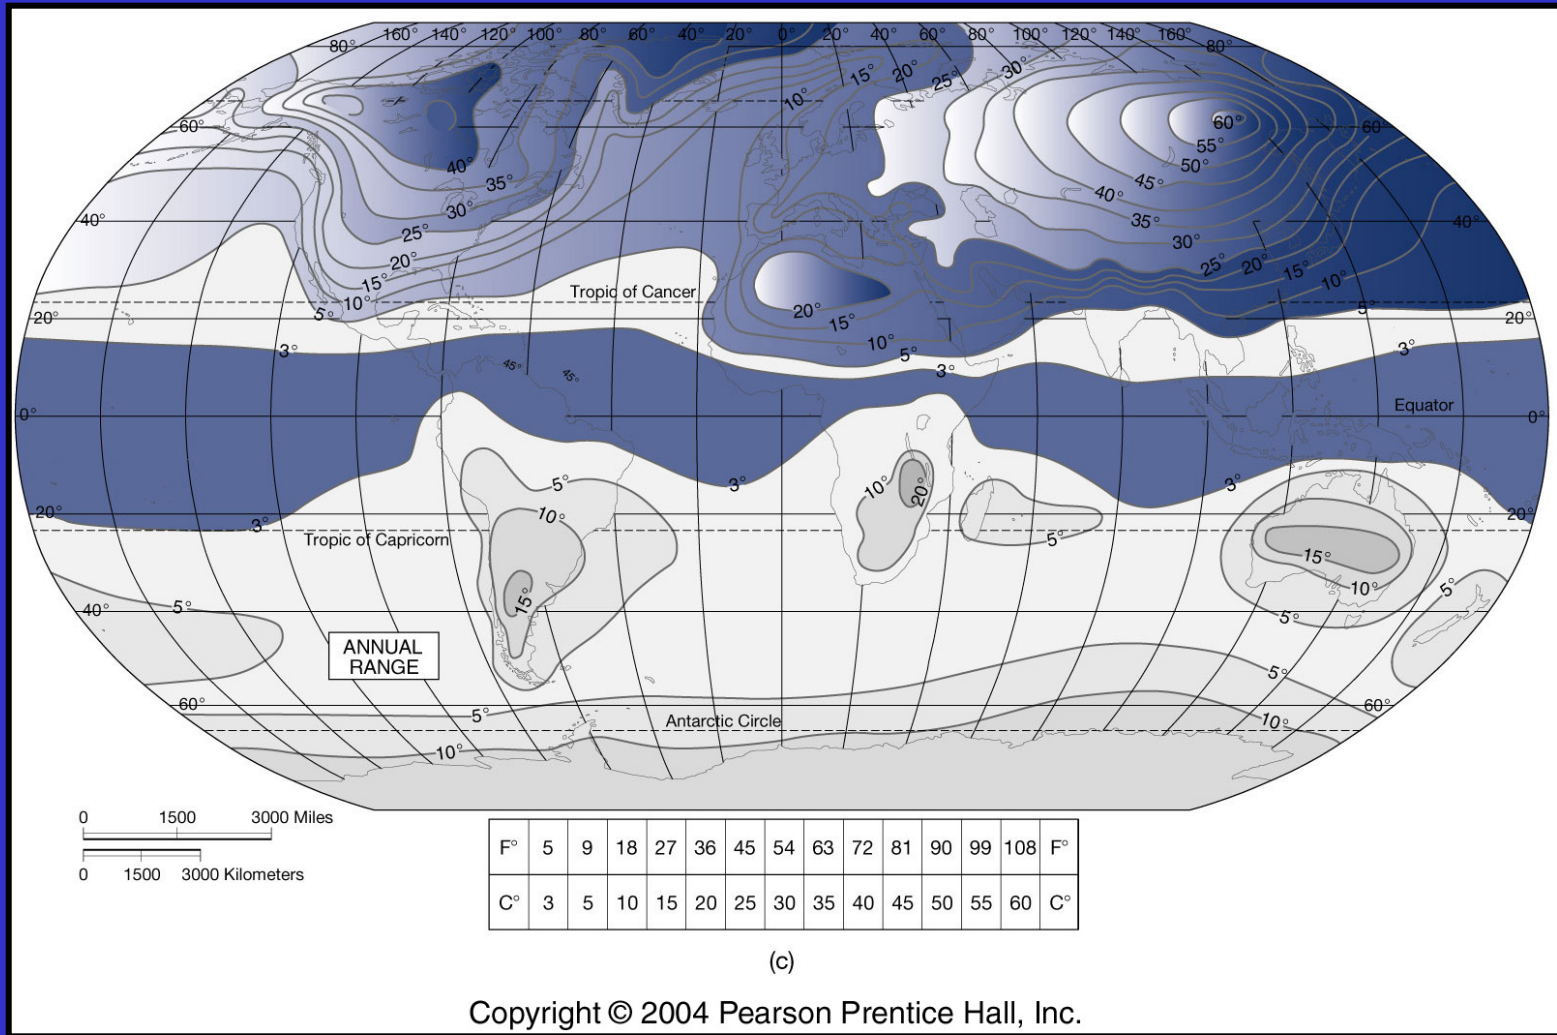 160° 140° 120° 100° 80° 60° 40° 20° 0° 20° 40° 60° 80° 100° 120° 140° 160°
80° 80°
15° 20° 25° 30°
10°
60° 60° 60°
55°
50°
40° 35° 40° 45°
30° 35°
40° 25° 30° 40°
20° 25° 20° 15° 10°
15°
10° Tropic of Cancer 20°
5° 15° 5°
20° 10° 20°
3° 5° 3°
3°
45° 45°
0° Equator 0°
5° 3° 10° 20° 3°
20° 3° 10° 20°
Tropic of Capricorn 5°
15° 15° 10° 5°
40° 5° 5°
ANNUAL
RANGE
5°
60° 5° 60°
Antarctic Circle 10°
10°
0 1500 3000 Miles
0 1500 3000 Kilometers
F° 5 9 18 27 36 45 54 63 72 81 90 99 108 F°
C° 3 5 10 15 20 25 30 35 40 45 50 55 60 C°
(c)
Copyright © 2004 Pearson Prentice Hall, Inc.